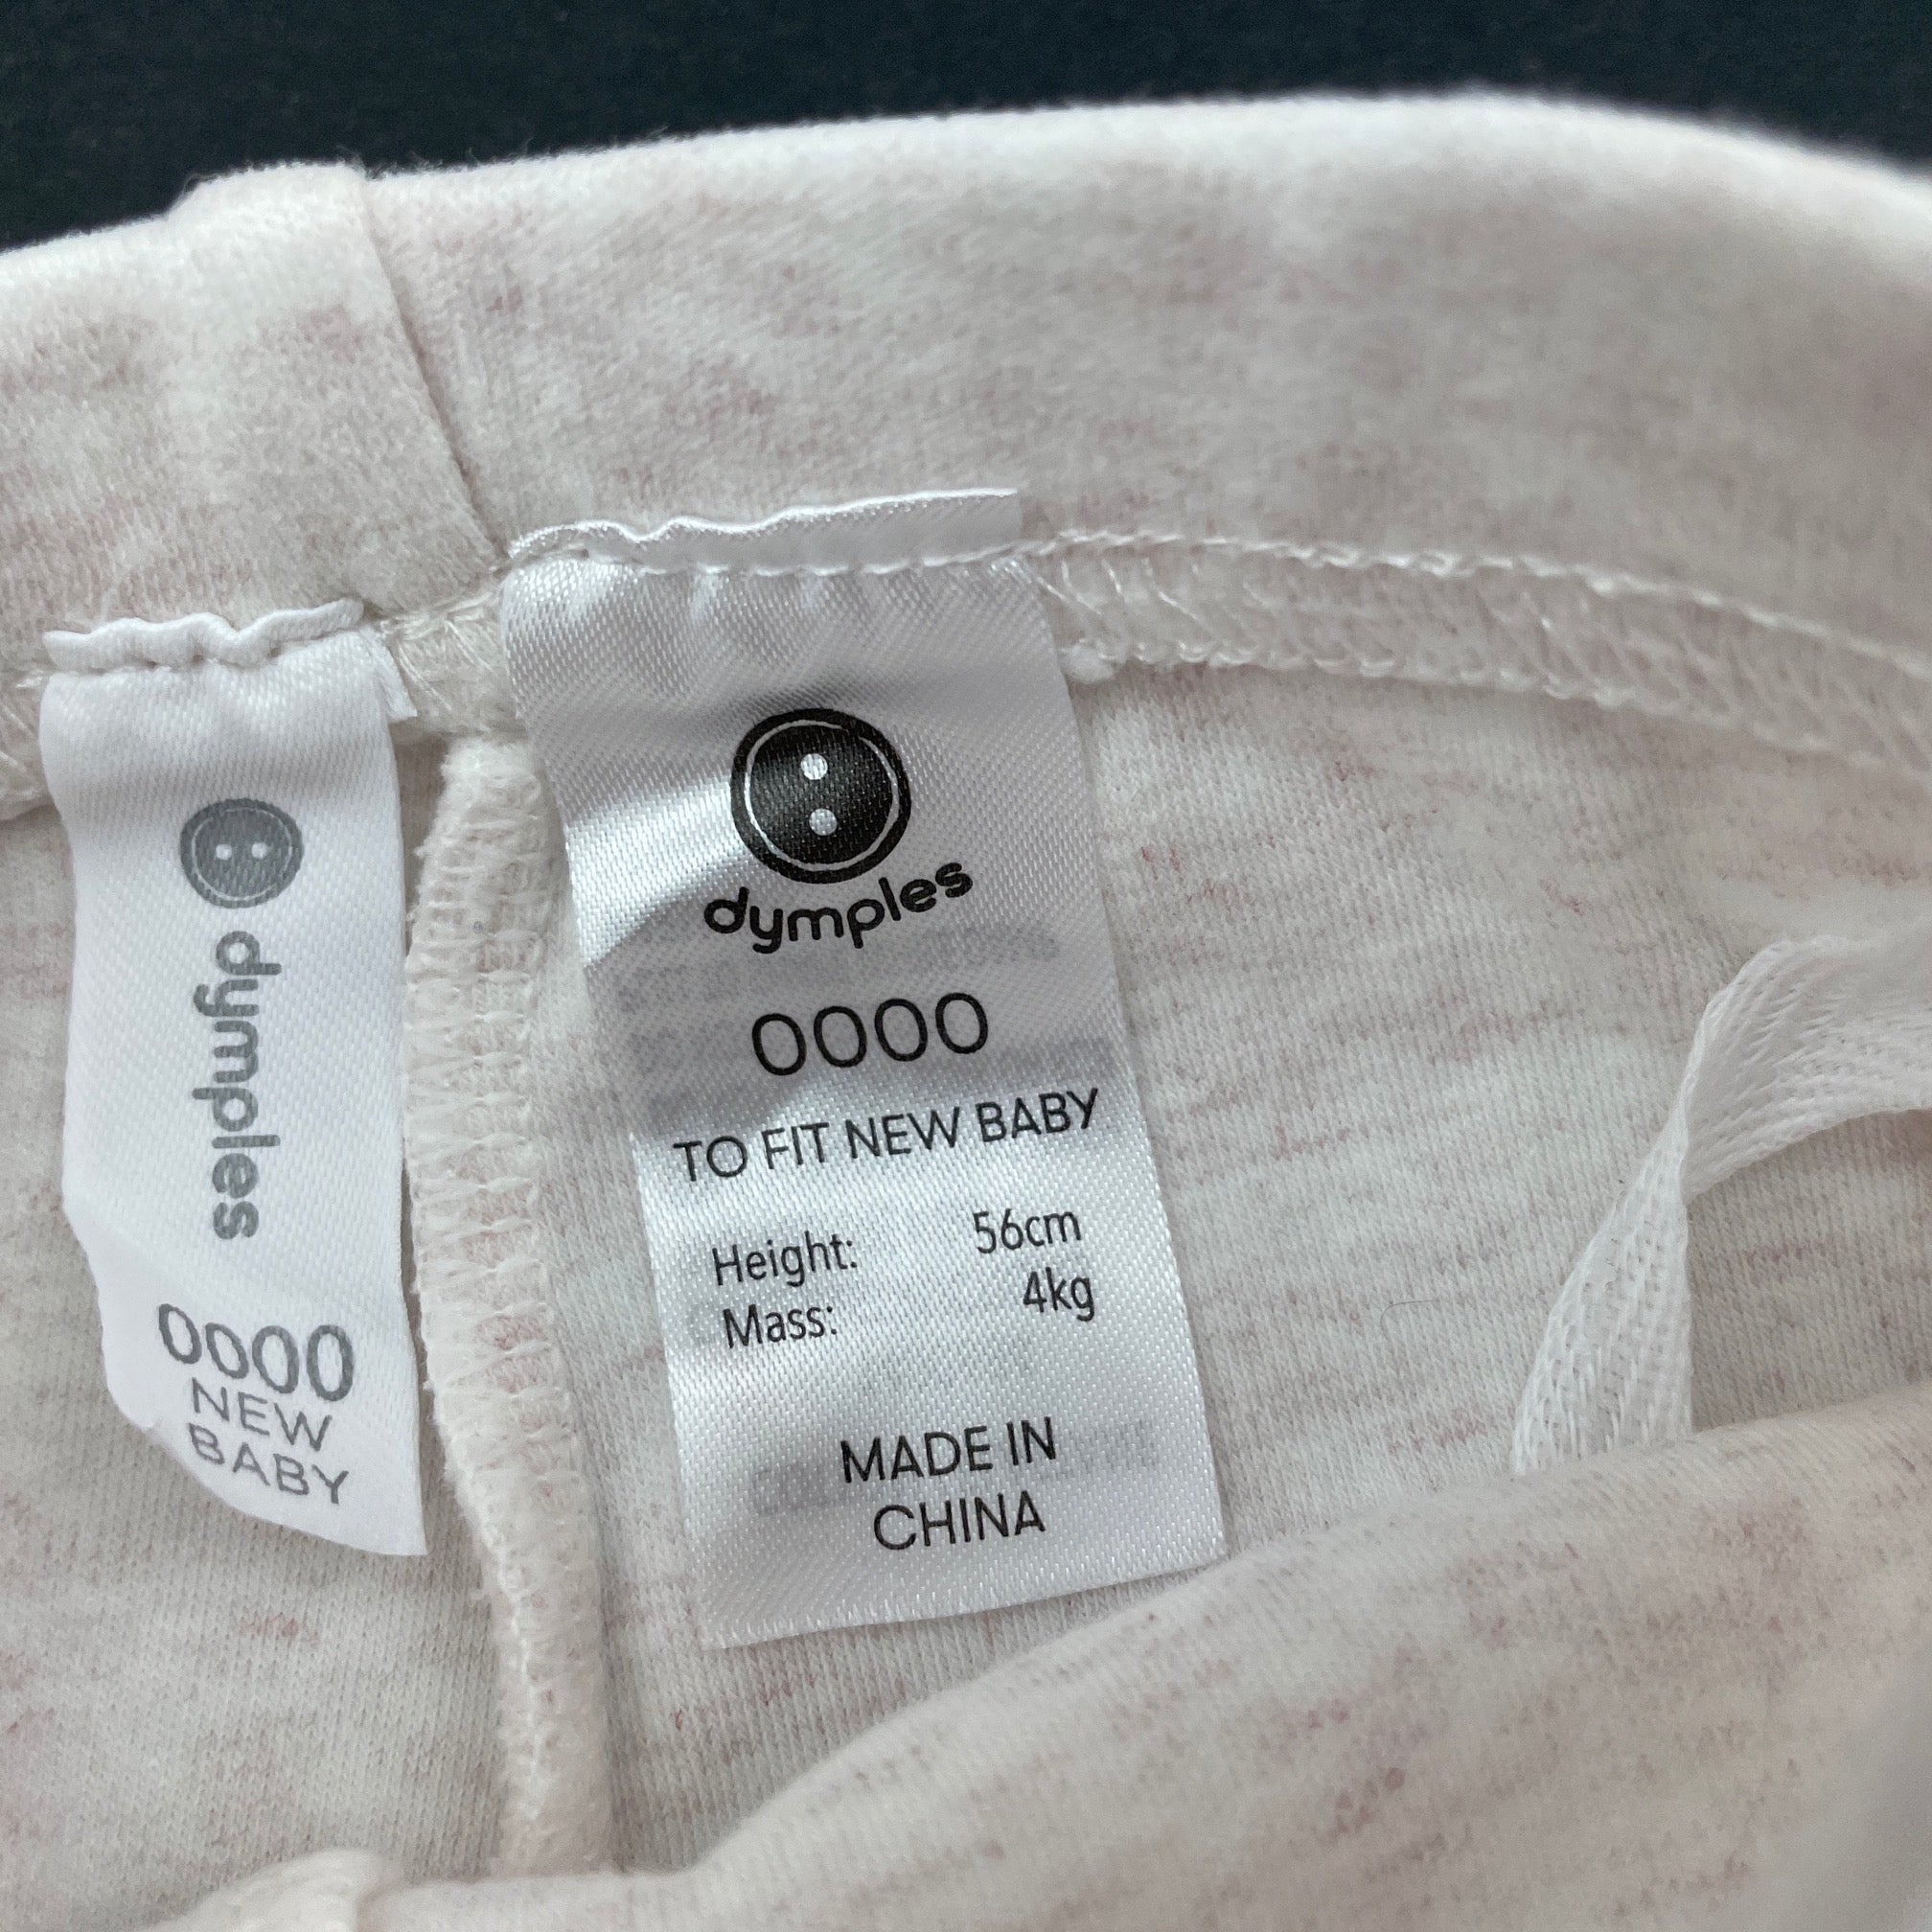 dymples
0000
NEW
BABY
dymples
0000
TO FIT NEW BABY
Height: 56cm
Mass: 4kg
MADE IN
CHINA